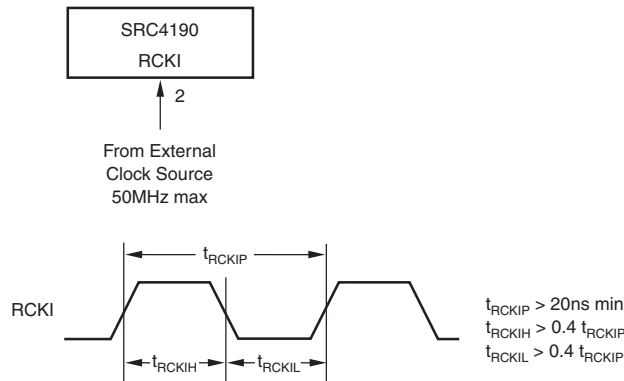 SRC4190
RCKI
2
From External
Clock Source
50MHz max
tRCKIP
RCKI
tRCKIH
tRCKIL
tRCKIP > 20ns min
tRCKIH > 0.4 tRCKIP
tRCKIL > 0.4 tRCKIP